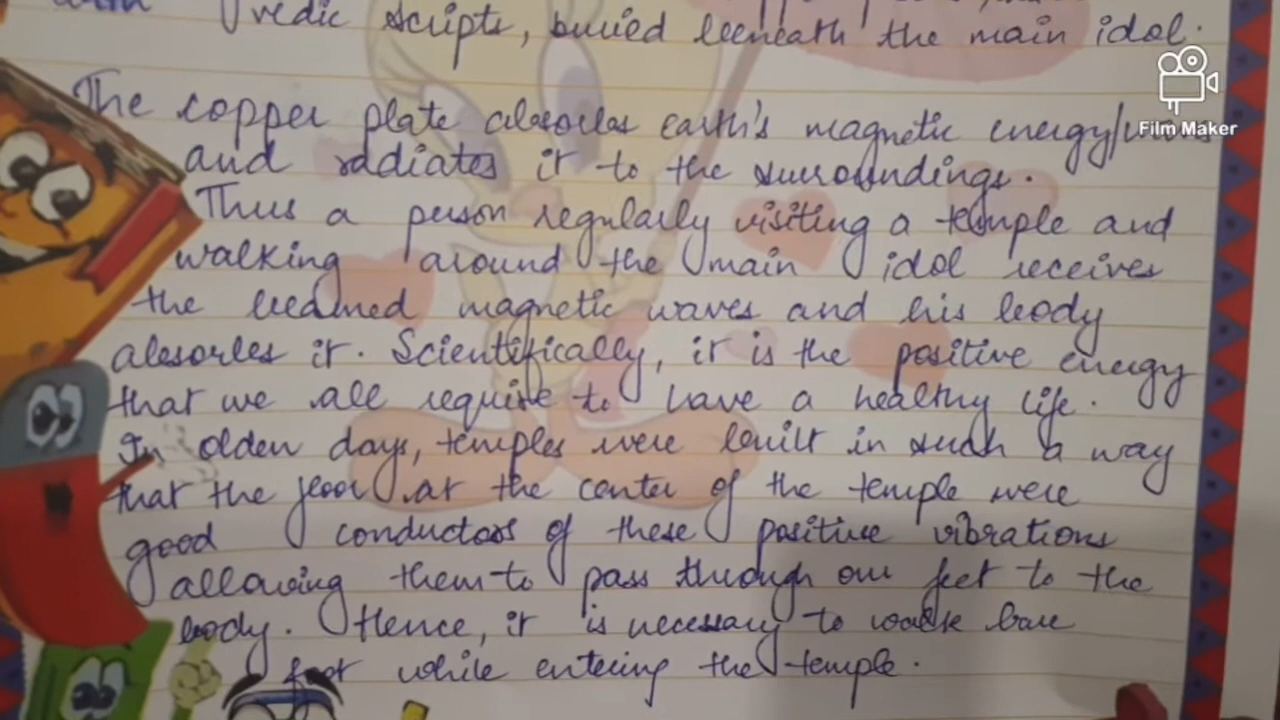 Vedic scripts, buried beneath the main idol.
The copper plate absorbs earth's magnetic energy/
Film Maker
and radiates it to the surroundings.
Thus a person regularly visiting a temple and
walking around the main idol receives
the beamed magnetic waves and his body
absorbs it. Scientifically, it is the positive energy
that we all require to have a healthy life.
In olden days, temples were built in such a way
that the floor at the center of the temple were
good conductors of these positive vibrations
allowing them to pass through our feet to the
body. Hence, it is necessary to walk bare
foot while entering the temple.